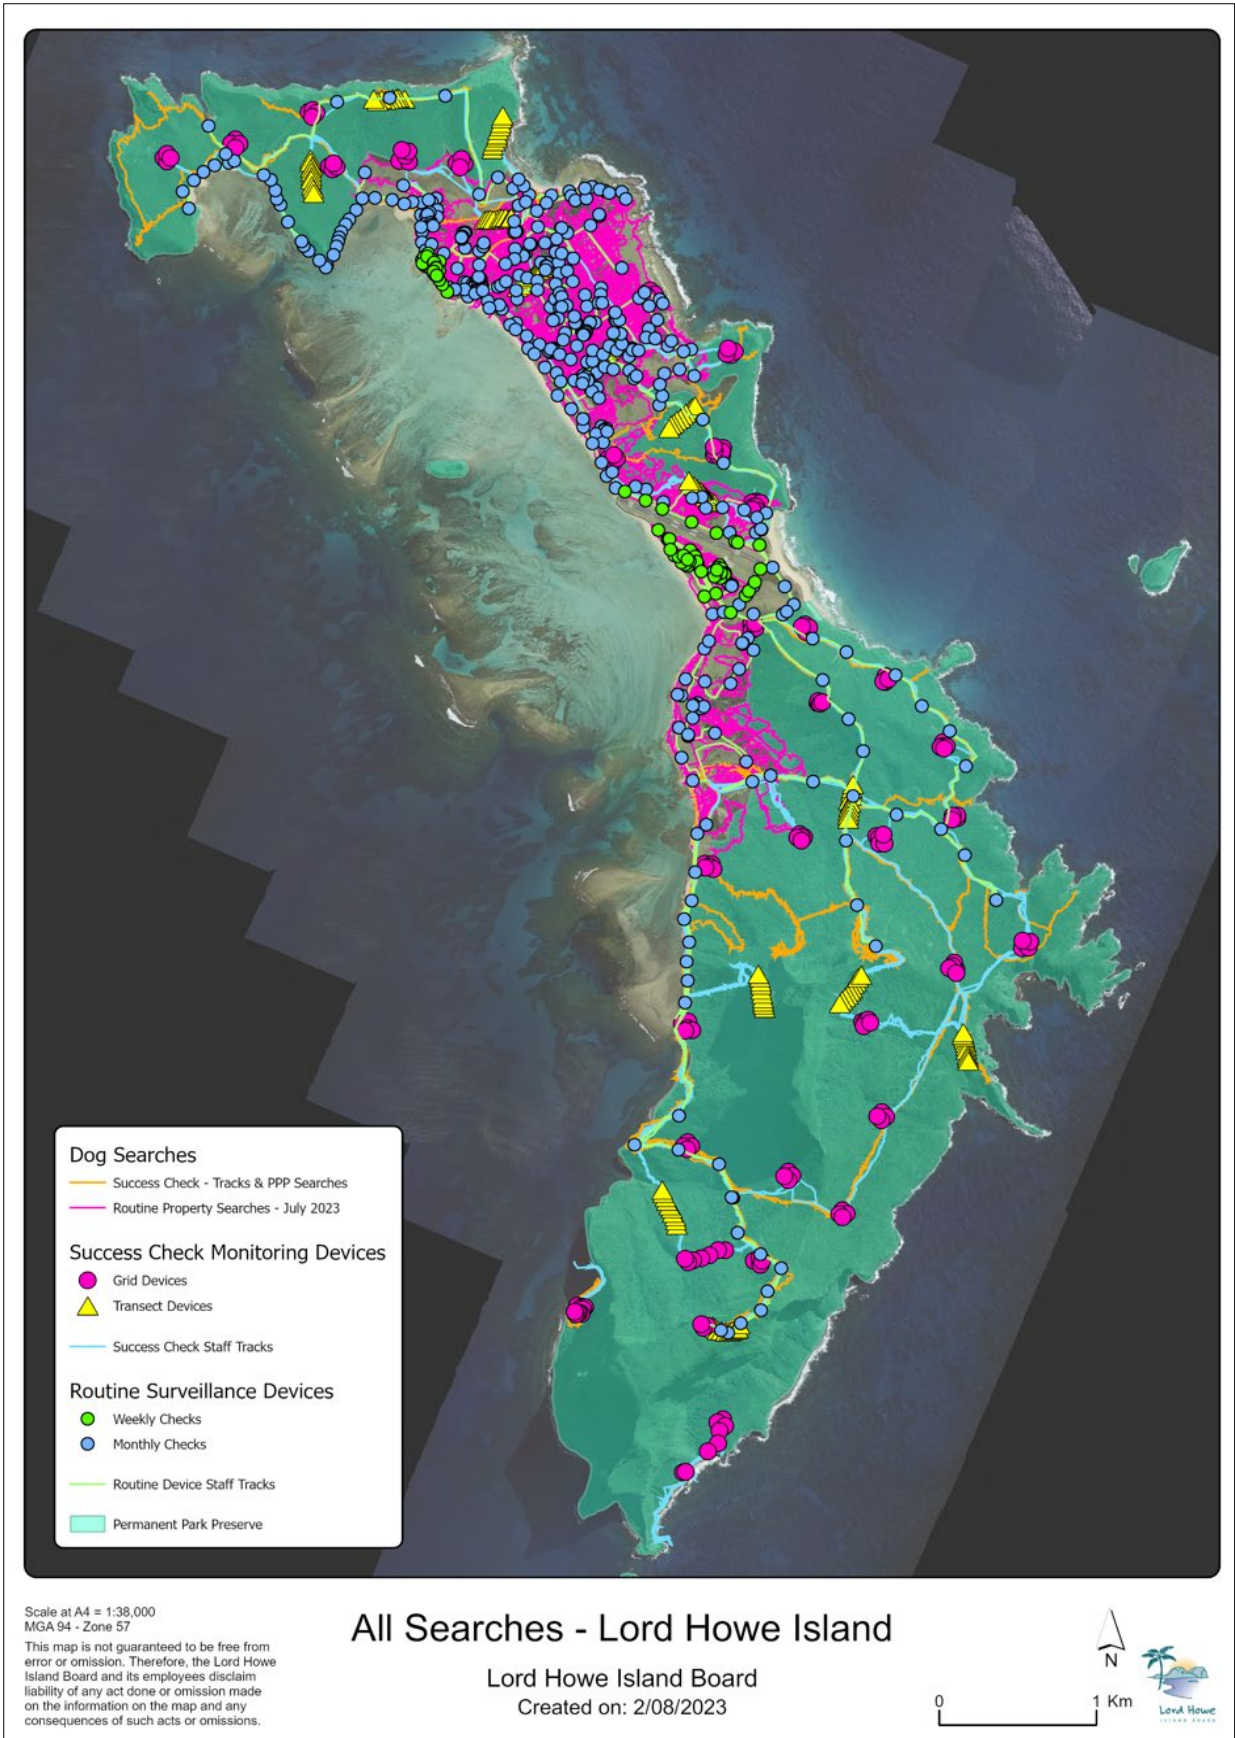 Dog Searches
Success Check - Tracks & PPP Searches
Routine Property Searches - July 2023
Success Check Monitoring Devices
Grid Devices
Transect Devices
Success Check Staff Tracks
Routine Surveillance Devices
Weekly Checks
Monthly Checks
Routine Device Staff Tracks
Permanent Park Preserve
Scale at A4 = 1:38,000
MGA 94 - Zone 57
This map is not guaranteed to be free from
error or omission. Therefore, the Lord Howe
Island Board and its employees disclaim
liability of any act done or omission made
on the information on the map and any
consequences of such acts or omissions.
All Searches - Lord Howe Island
Lord Howe Island Board
Created on: 2/08/2023
N
0 1 Km
Lord Howe
ISLAND BOARD